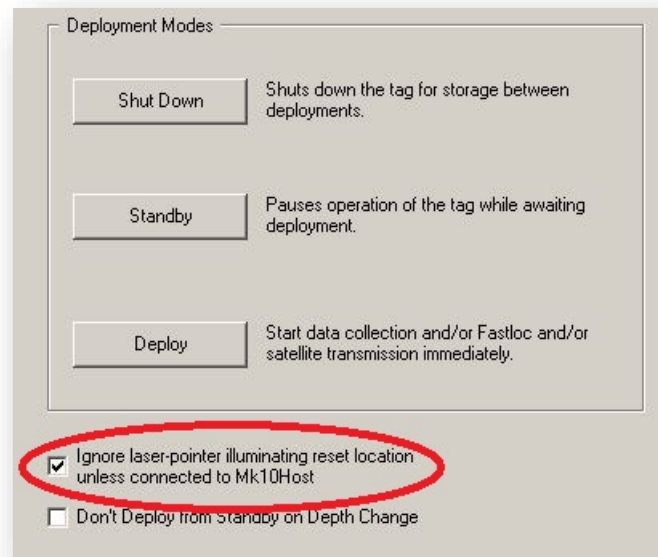 Deployment Modes
Shut Down
Shuts down the tag for storage between
deployments.
Standby
Pauses operation of the tag while awaiting
deployment.
Deploy
Start data collection and/or Fastloc and/or
satellite transmission immediately.
Ignore laser-pointer illuminating reset location
unless connected to Mk10Host
Don't Deploy from Standby on Depth Change